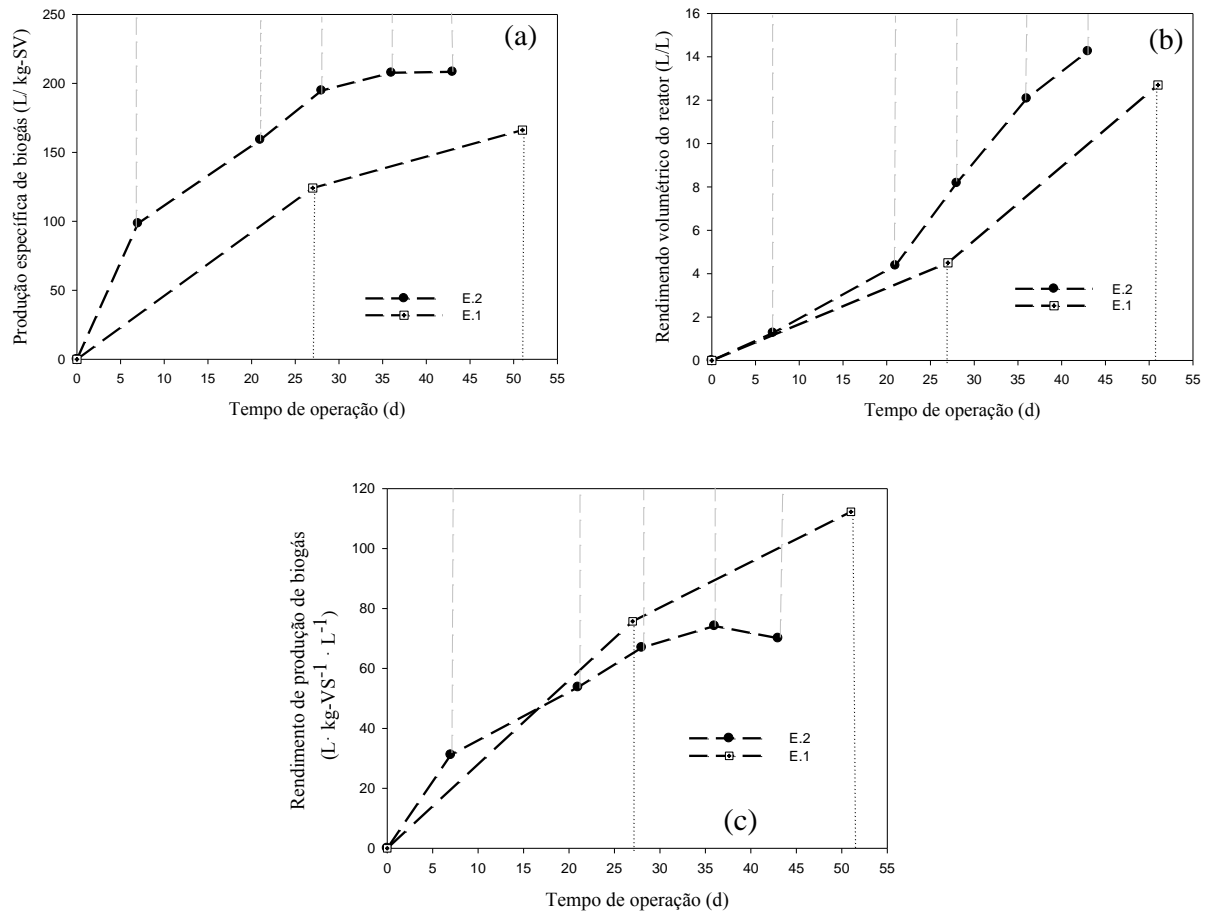 (a)
Produção específica de biogás (L/ kg-SV)
250
200
150
100
50
0
0 5 10 15 20 25 30 35 40 45 50 55
E.2
E.1
Tempo de operação (d)
(b)
Rendimendo volumétrico do reator (L/L)
16
14
12
10
8
6
4
2
0
0 5 10 15 20 25 30 35 40 45 50 55
E.2
E.1
Tempo de operação (d)
Rendimento de produção de biogás
(L· kg-VS⁻¹ · L⁻¹)
120
100
80
60
40
20
0
0 5 10 15 20 25 30 35 40 45 50 55
E.2
E.1
(c)
Tempo de operação (d)